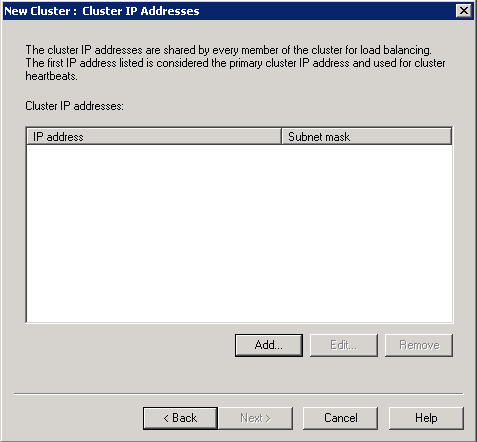 New Cluster : Cluster IP Addresses
The cluster IP addresses are shared by every member of the cluster for load balancing.
The first IP address listed is considered the primary cluster IP address and used for cluster
heartbeats.
Cluster IP addresses:
IP address Subnet mask
Add... Edit... Remove
< Back Next > Cancel Help